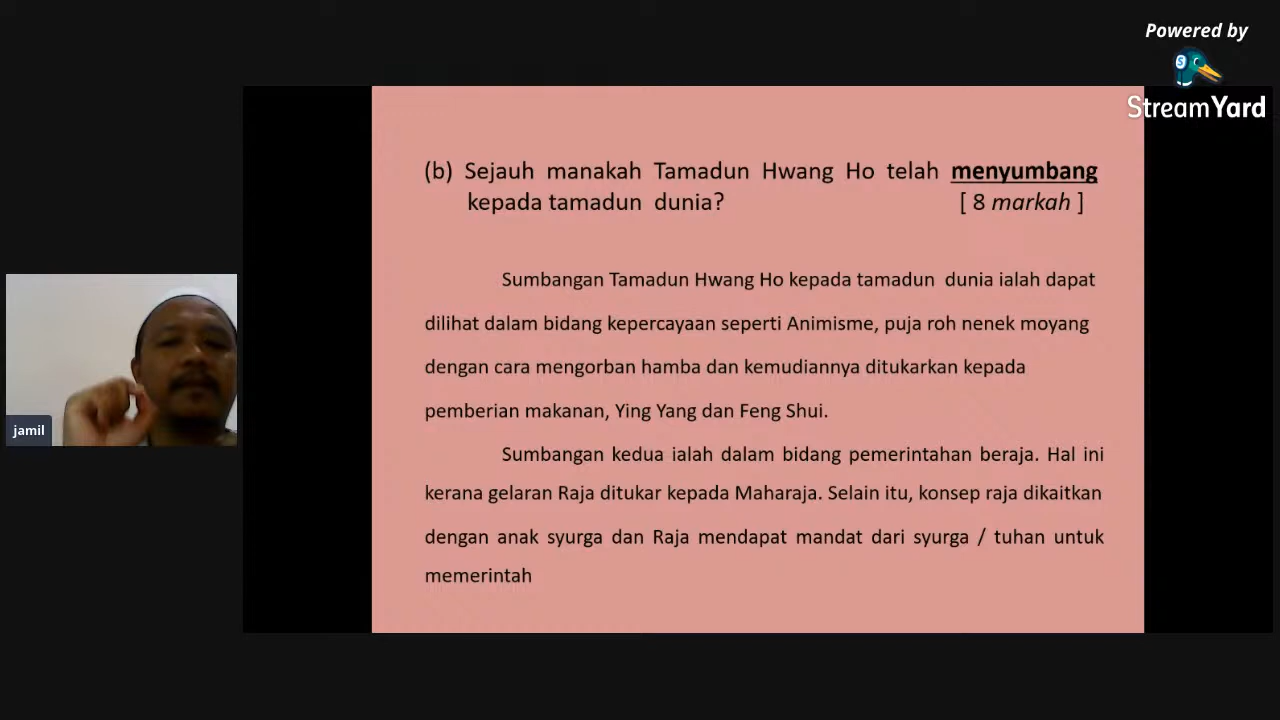 Powered by
StreamYard
(b) Sejauh manakah Tamadun Hwang Ho telah menyumbang
kepada tamadun dunia? [ 8 markah ]
Sumbangan Tamadun Hwang Ho kepada tamadun dunia ialah dapat
dilihat dalam bidang kepercayaan seperti Animisme, puja roh nenek moyang
dengan cara mengorban hamba dan kemudiannya ditukarkan kepada
pemberian makanan, Ying Yang dan Feng Shui.
Sumbangan kedua ialah dalam bidang pemerintahan beraja. Hal ini
kerana gelaran Raja ditukar kepada Maharaja. Selain itu, konsep raja dikaitkan
dengan anak syurga dan Raja mendapat mandat dari syurga / tuhan untuk
memerintah
jamil